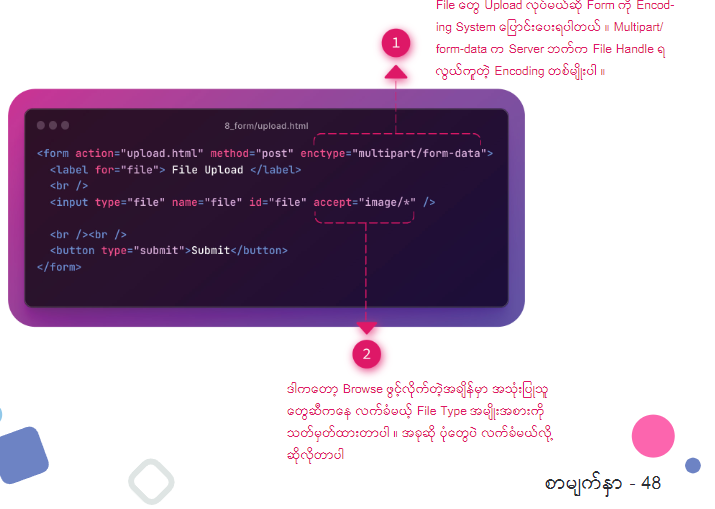 File တွေ Upload လုပ်မယ်ဆို Form ကို Encod-
ing System ပြောင်းပေးရပါတယ် ။ Multipart/
form-data က Server ဘက်က File Handle ရ
လွယ်ကူတဲ့ Encoding တစ်မျိုးပါ ။
1
8_form/upload.html
<form action="upload.html" method="post" enctype="multipart/form-data">
<label for="file"> File Upload </label>
<br />
<input type="file" name="file" id="file" accept="image/*" />
<br /><br />
<button type="submit">Submit</button>
</form>
2
ဒါကတော့ Browse ဖွင့်လိုက်တဲ့အချိန်မှာ အသုံးပြုသူ
တွေဆီကနေ လက်ခံမယ့် File Type အမျိုးအစားကို
သတ်မှတ်ထားတာပါ ။ အခုဆို ပုံတွေပဲ လက်ခံမယ်လို့
ဆိုလိုတာပါ
စာမျက်နှာ - 48